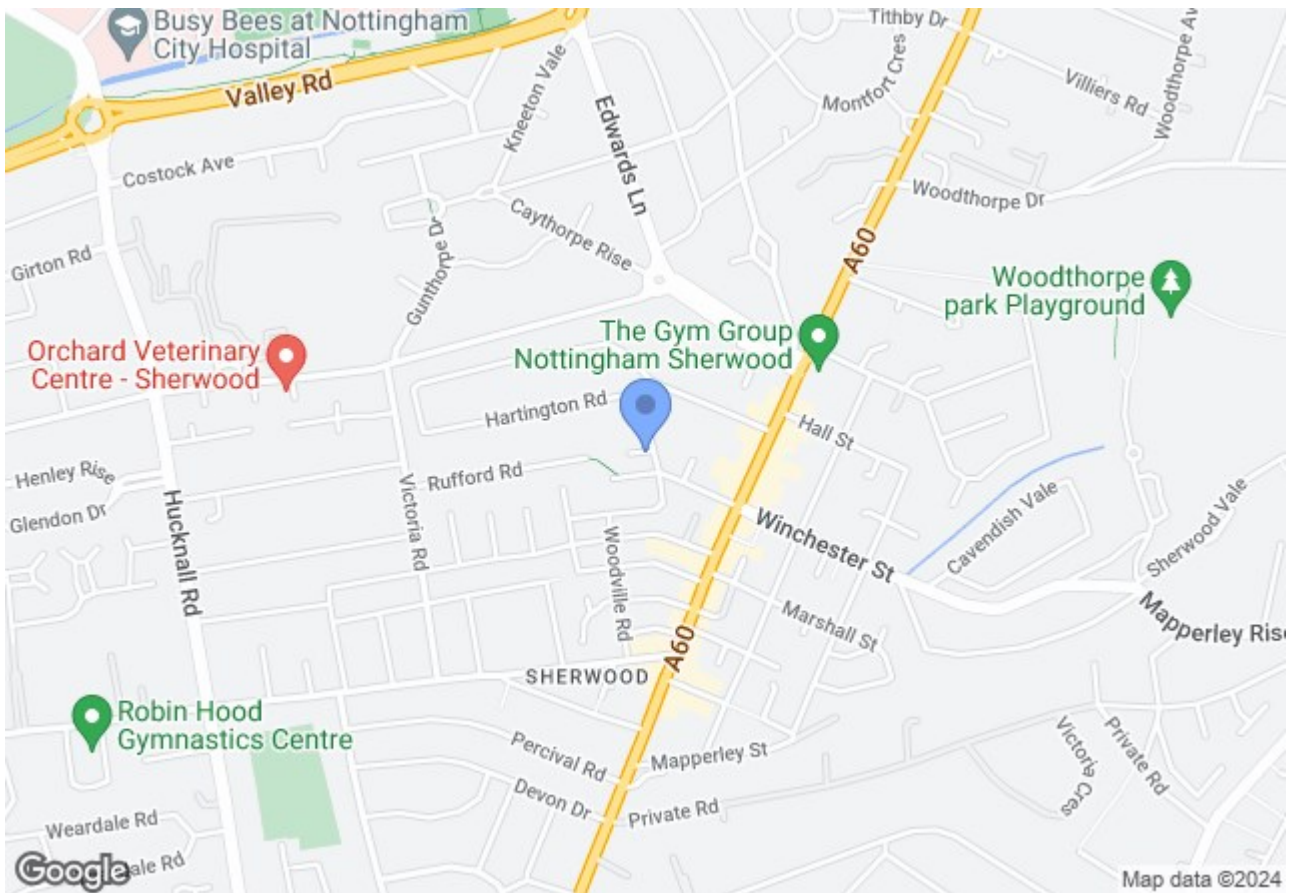 Busy Bees at Nottingham
City Hospital
Tithby Dr
Valley Rd
Kneeton Vale
Edwards Ln
Montfort Cres
Villiers Rd
Woodthorpe Av
Costock Ave
Woodthorpe Dr
Caythorpe Rise
Girton Rd
Gunthorpe Dr
A60
Woodthorpe
park Playground
The Gym Group
Nottingham Sherwood
Orchard Veterinary
Centre - Sherwood
Hartington Rd
Hall St
Henley Rise
Rufford Rd
Glendon Dr
Victoria Rd
Hucknall Rd
Winchester St
Cavendish Vale
Sherwood Vale
Woodville Rd
Marshall St
Mapperley Rise
A60
SHERWOOD
Robin Hood
Gymnastics Centre
Percival Rd
Mapperley St
Victoria Cres
Private Rd
Devon Dr
Private Rd
Weardale Rd
ale Rd
Google
Map data ©2024